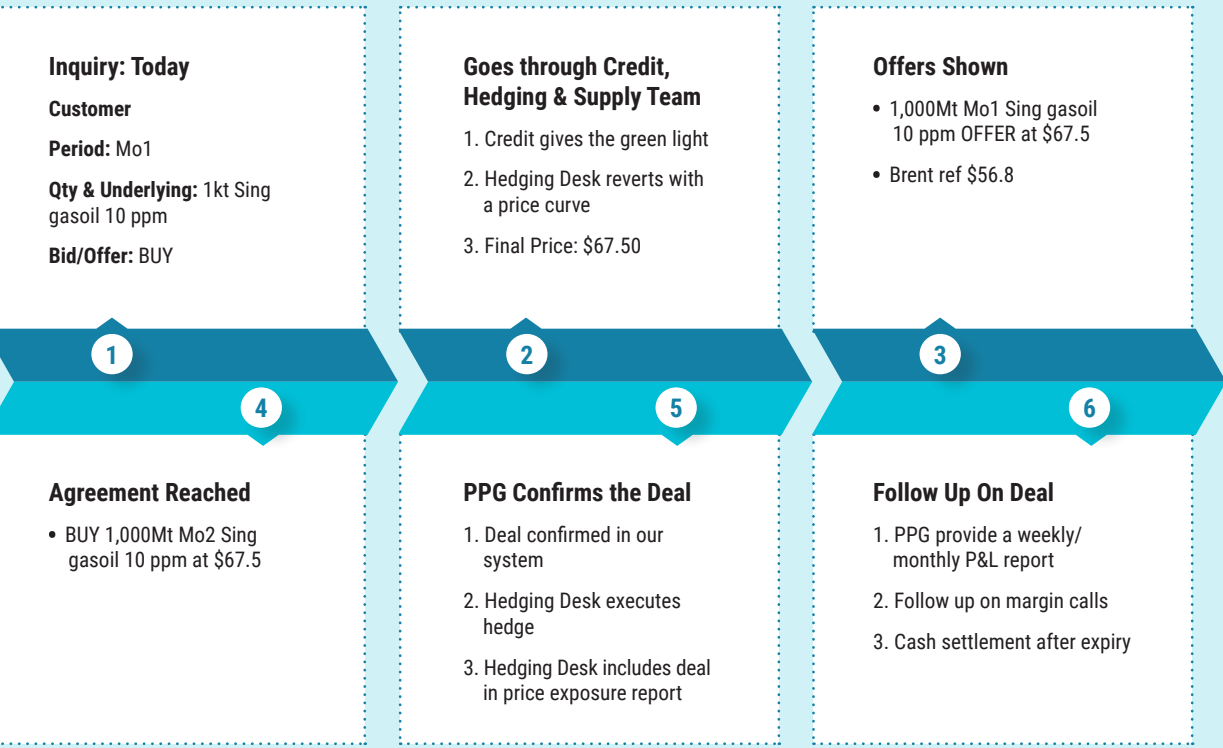 Inquiry: Today
Customer
Period: Mo1
Qty & Underlying: 1kt Sing
gasoil 10 ppm
Bid/Offer: BUY
1
Goes through Credit,
Hedging & Supply Team
1. Credit gives the green light
2. Hedging Desk reverts with
a price curve
3. Final Price: $67.50
2
Offers Shown
• 1,000Mt Mo1 Sing gasoil
10 ppm OFFER at $67.5
• Brent ref $56.8
3
4
Agreement Reached
• BUY 1,000Mt Mo2 Sing
gasoil 10 ppm at $67.5
5
PPG Confirms the Deal
1. Deal confirmed in our
system
2. Hedging Desk executes
hedge
3. Hedging Desk includes deal
in price exposure report
6
Follow Up On Deal
1. PPG provide a weekly/
monthly P&L report
2. Follow up on margin calls
3. Cash settlement after expiry